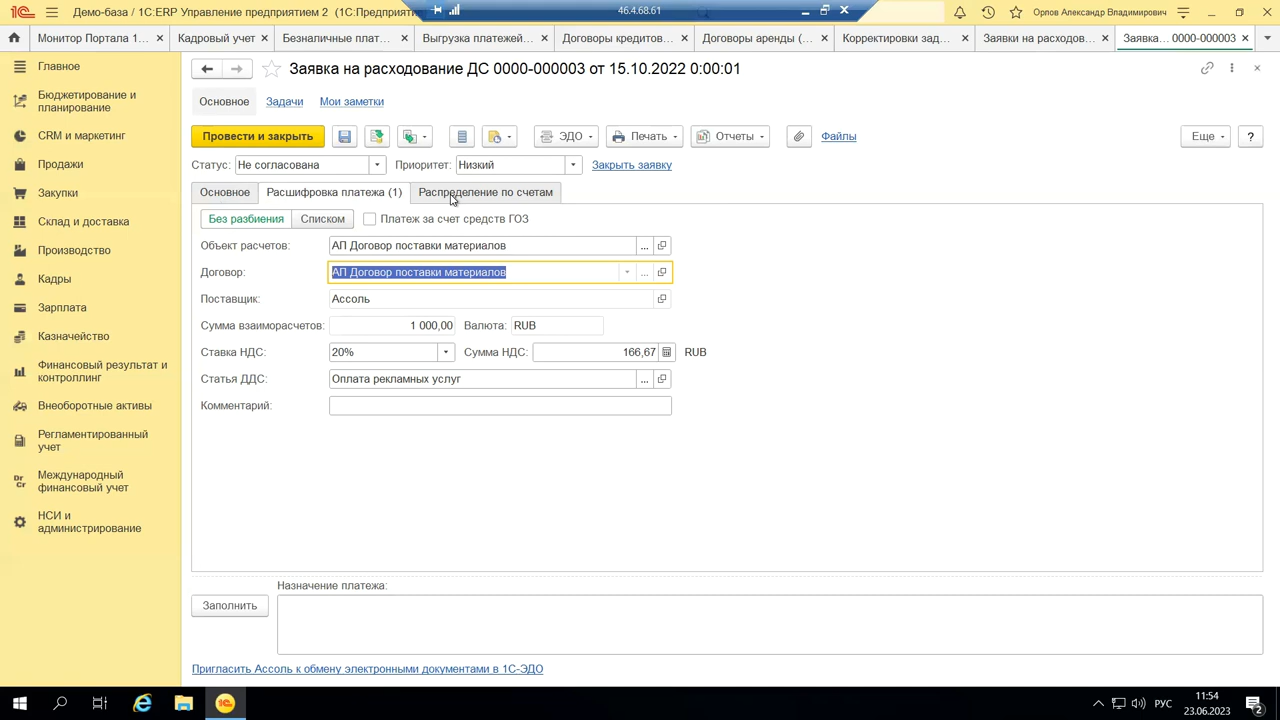 Демо-база / 1С:ERP Управление предприятием 2 (1С:Предприятие
46.4.68.61
Орлов Александр Владимирович
Монитор Портала 1...
Кадровый учет
Безналичные плат...
Выгрузка платежей...
Договоры кредитов...
Договоры аренды (...
Корректировки зад...
Заявки на расходов...
Заявка... 0000-000003
Главное
Бюджетирование и
планирование
CRM и маркетинг
Продажи
Закупки
Склад и доставка
Производство
Кадры
Зарплата
Казначейство
Финансовый результат и
контроллинг
Внеоборотные активы
Регламентированный
учет
Международный
финансовый учет
НСИ и
администрирование
Заявка на расходование ДС 0000-000003 от 15.10.2022 0:00:01
Основное
Задачи
Мои заметки
Провести и закрыть
ЭДО
Печать
Отчеты
Файлы
Еще
?
Статус:
Не согласована
Приоритет:
Низкий
Закрыть заявку
Основное
Расшифровка платежа (1)
Распределение по счетам
Без разбиения
Списком
Платеж за счет средств ГОЗ
Объект расчетов:
АП Договор поставки материалов
Договор:
АП Договор поставки материалов
Поставщик:
Ассоль
Сумма взаиморасчетов:
1 000,00
Валюта:
RUB
Ставка НДС:
20%
Сумма НДС:
166,67
RUB
Статья ДДС:
Оплата рекламных услуг
Комментарий:
Назначение платежа:
Заполнить
Пригласить Ассоль к обмену электронными документами в 1С-ЭДО
РУС
11:54
23.06.2023
2